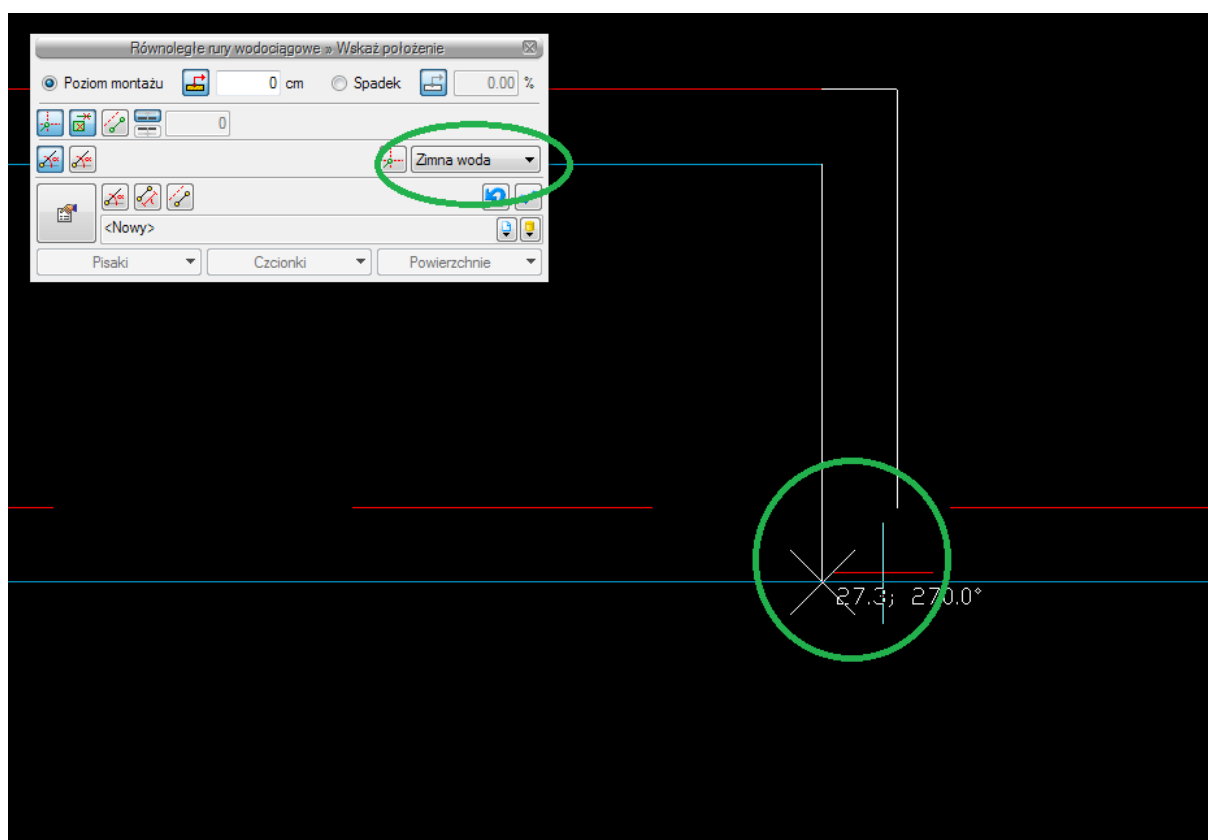 Równoległe rury wodociągowe » Wskaż położenie
Poziom montażu 0 cm Spadek 0.00 %
0
Zimna woda
<Nowy>
Pisaki Czcionki Powierzchnie
27.3; 270.0°